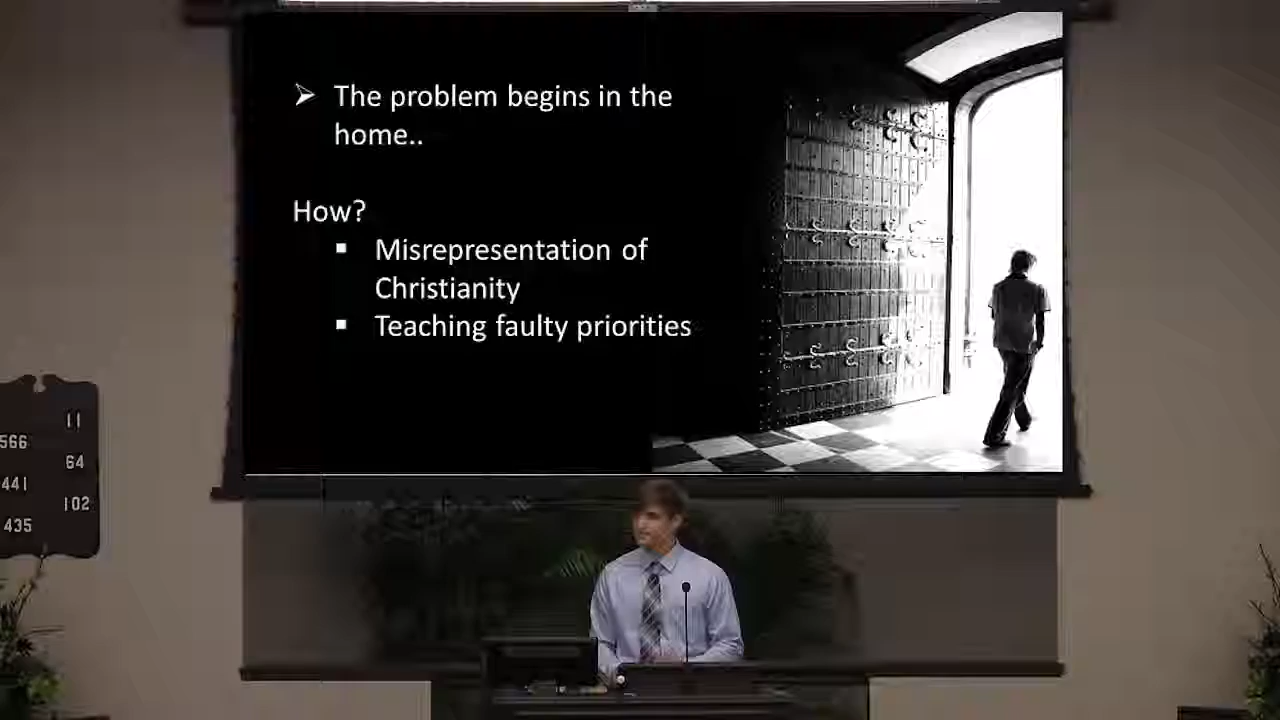 ➤ The problem begins in the
home..
How?
▪ Misrepresentation of
Christianity
▪ Teaching faulty priorities
11
566
64
441
102
435